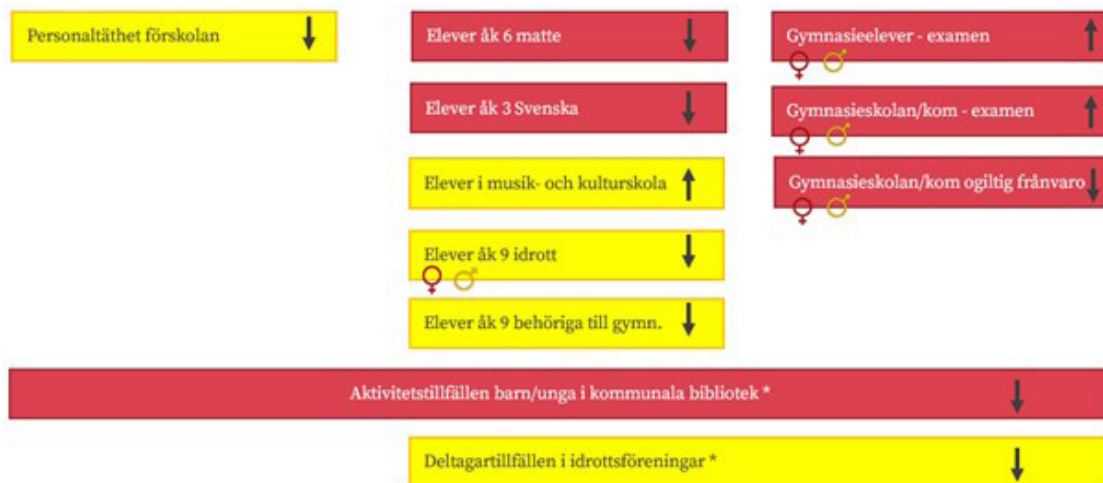 Personaltäthet förskolan
Elever åk 6 matte
Gymnasieelever - examen
Elever åk 3 Svenska
Gymnasieskolan/kom - examen
Elever i musik- och kulturskola
Gymnasieskolan/kom ogiltig frånvaro
Elever åk 9 idrott
Elever åk 9 behöriga till gymn.
Aktivitetstillfällen barn/unga i kommunala bibliotek *
Deltagartillfällen i idrottsföreningar *